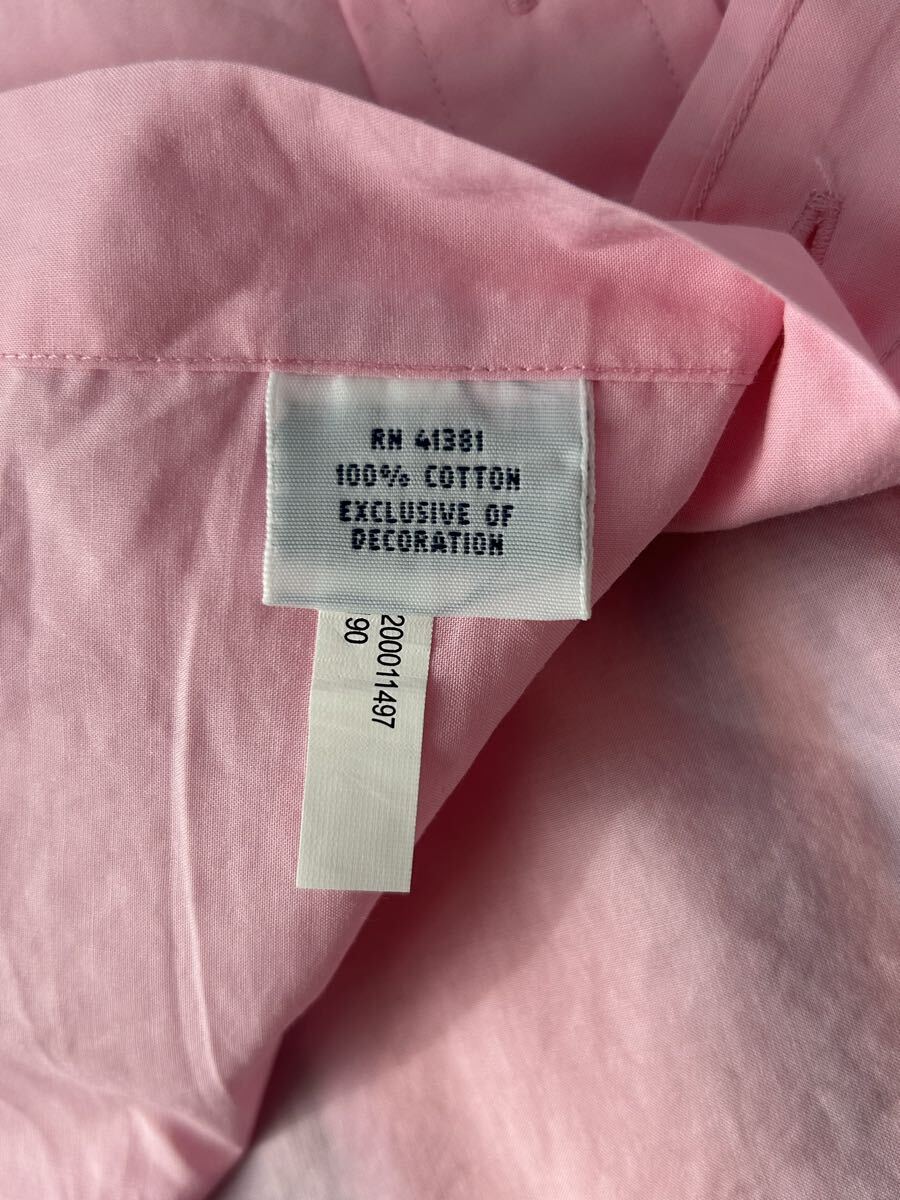 RN 41381
100% COTTON
EXCLUSIVE OF
DECORATION
200011497
90